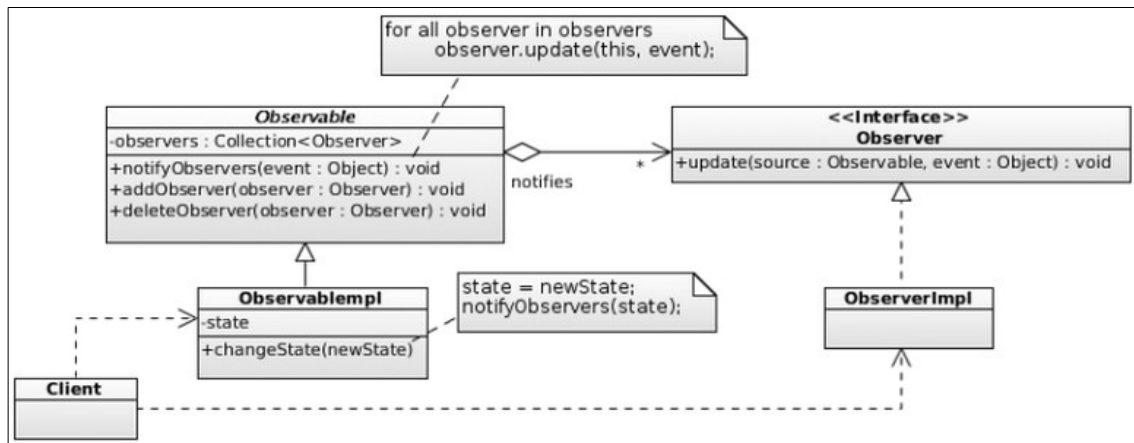 for all observer in observers
observer.update(this, event);
Observable
-observers : Collection<Observer>
+notifyObservers(event : Object) : void
+addObserver(observer : Observer) : void
+deleteObserver(observer : Observer) : void
notifies
*
<<Interface>>
Observer
+update(source : Observable, event : Object) : void
ObservableImpl
-state
+changeState(newState)
state = newState;
notifyObservers(state);
ObserverImpl
Client